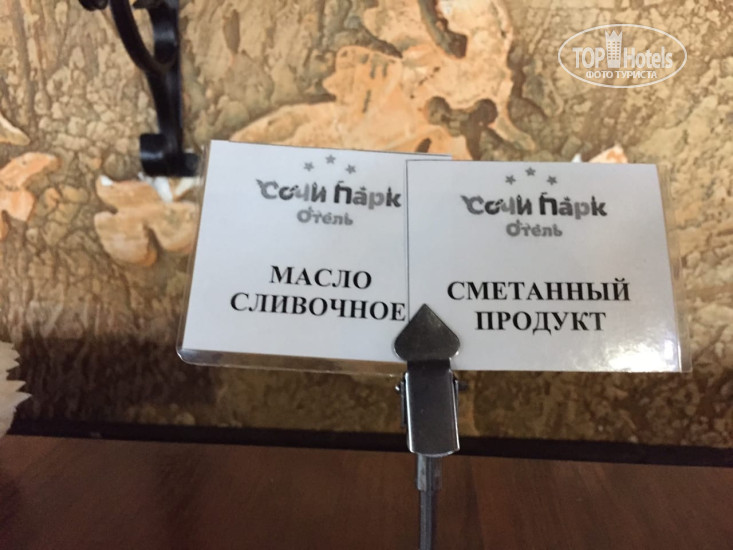 TOP Hotels
ФОТО ТУРИСТА
Сочи Парк
Отель
МАСЛО
СЛИВОЧНОЕ
Сочи Парк
Отель
СМЕТАННЫЙ
ПРОДУКТ